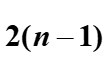 2(n – 1)